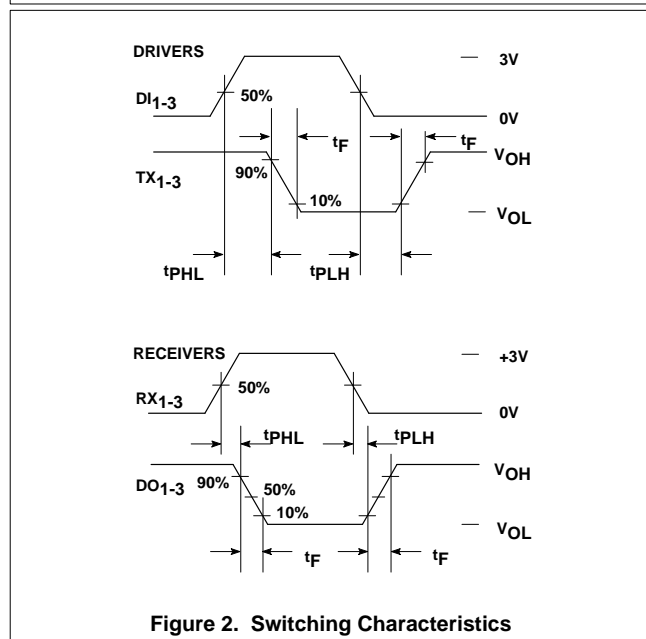 DRIVERS
3V
DI1-3
50%
0V
tF
tF
VOH
TX1-3
90%
10%
VOL
tPHL
tPLH
RECEIVERS
+3V
RX1-3
50%
0V
tPHL
tPLH
DO1-3
90%
50%
VOH
10%
VOL
tF
tF
Figure 2. Switching Characteristics